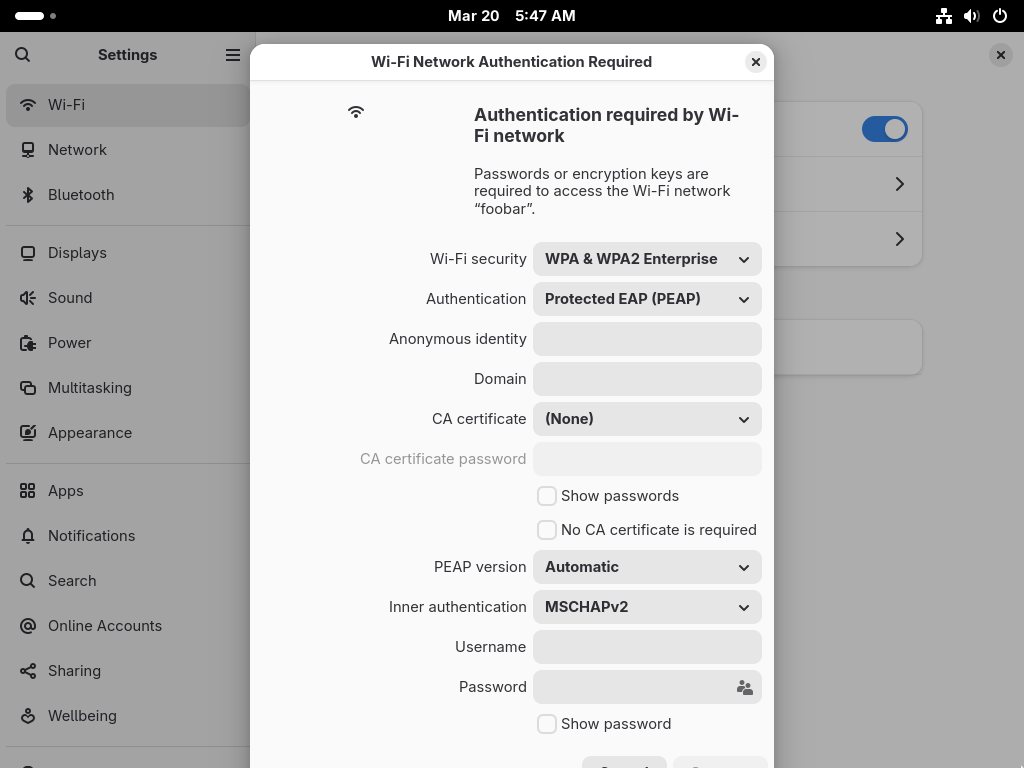 Mar 20 5:47 AM
Settings
Wi-Fi
Network
Bluetooth
Displays
Sound
Power
Multitasking
Appearance
Apps
Notifications
Search
Online Accounts
Sharing
Wellbeing
Wi-Fi Network Authentication Required
Authentication required by Wi-
Fi network
Passwords or encryption keys are
required to access the Wi-Fi network
“foobar”.
Wi-Fi security WPA & WPA2 Enterprise
Authentication Protected EAP (PEAP)
Anonymous identity
Domain
CA certificate (None)
CA certificate password
Show passwords
No CA certificate is required
PEAP version Automatic
Inner authentication MSCHAPv2
Username
Password
Show password